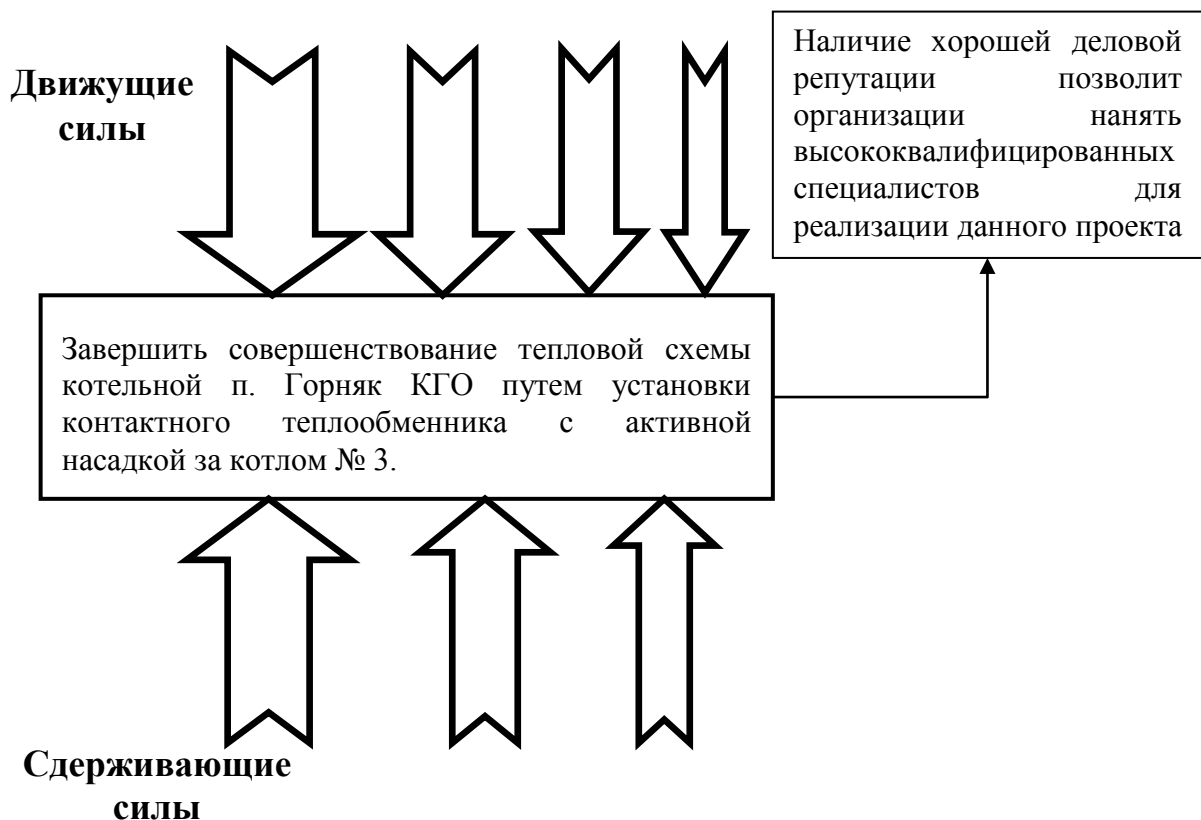 Движущие
силы
Наличие хорошей деловой
репутации позволит
организации нанять
высококвалифицированных
специалистов для
реализации данного проекта
Завершить совершенствование тепловой схемы
котельной п. Горняк КГО путем установки
контактного теплообменника с активной
насадкой за котлом № 3.
Сдерживающие
силы